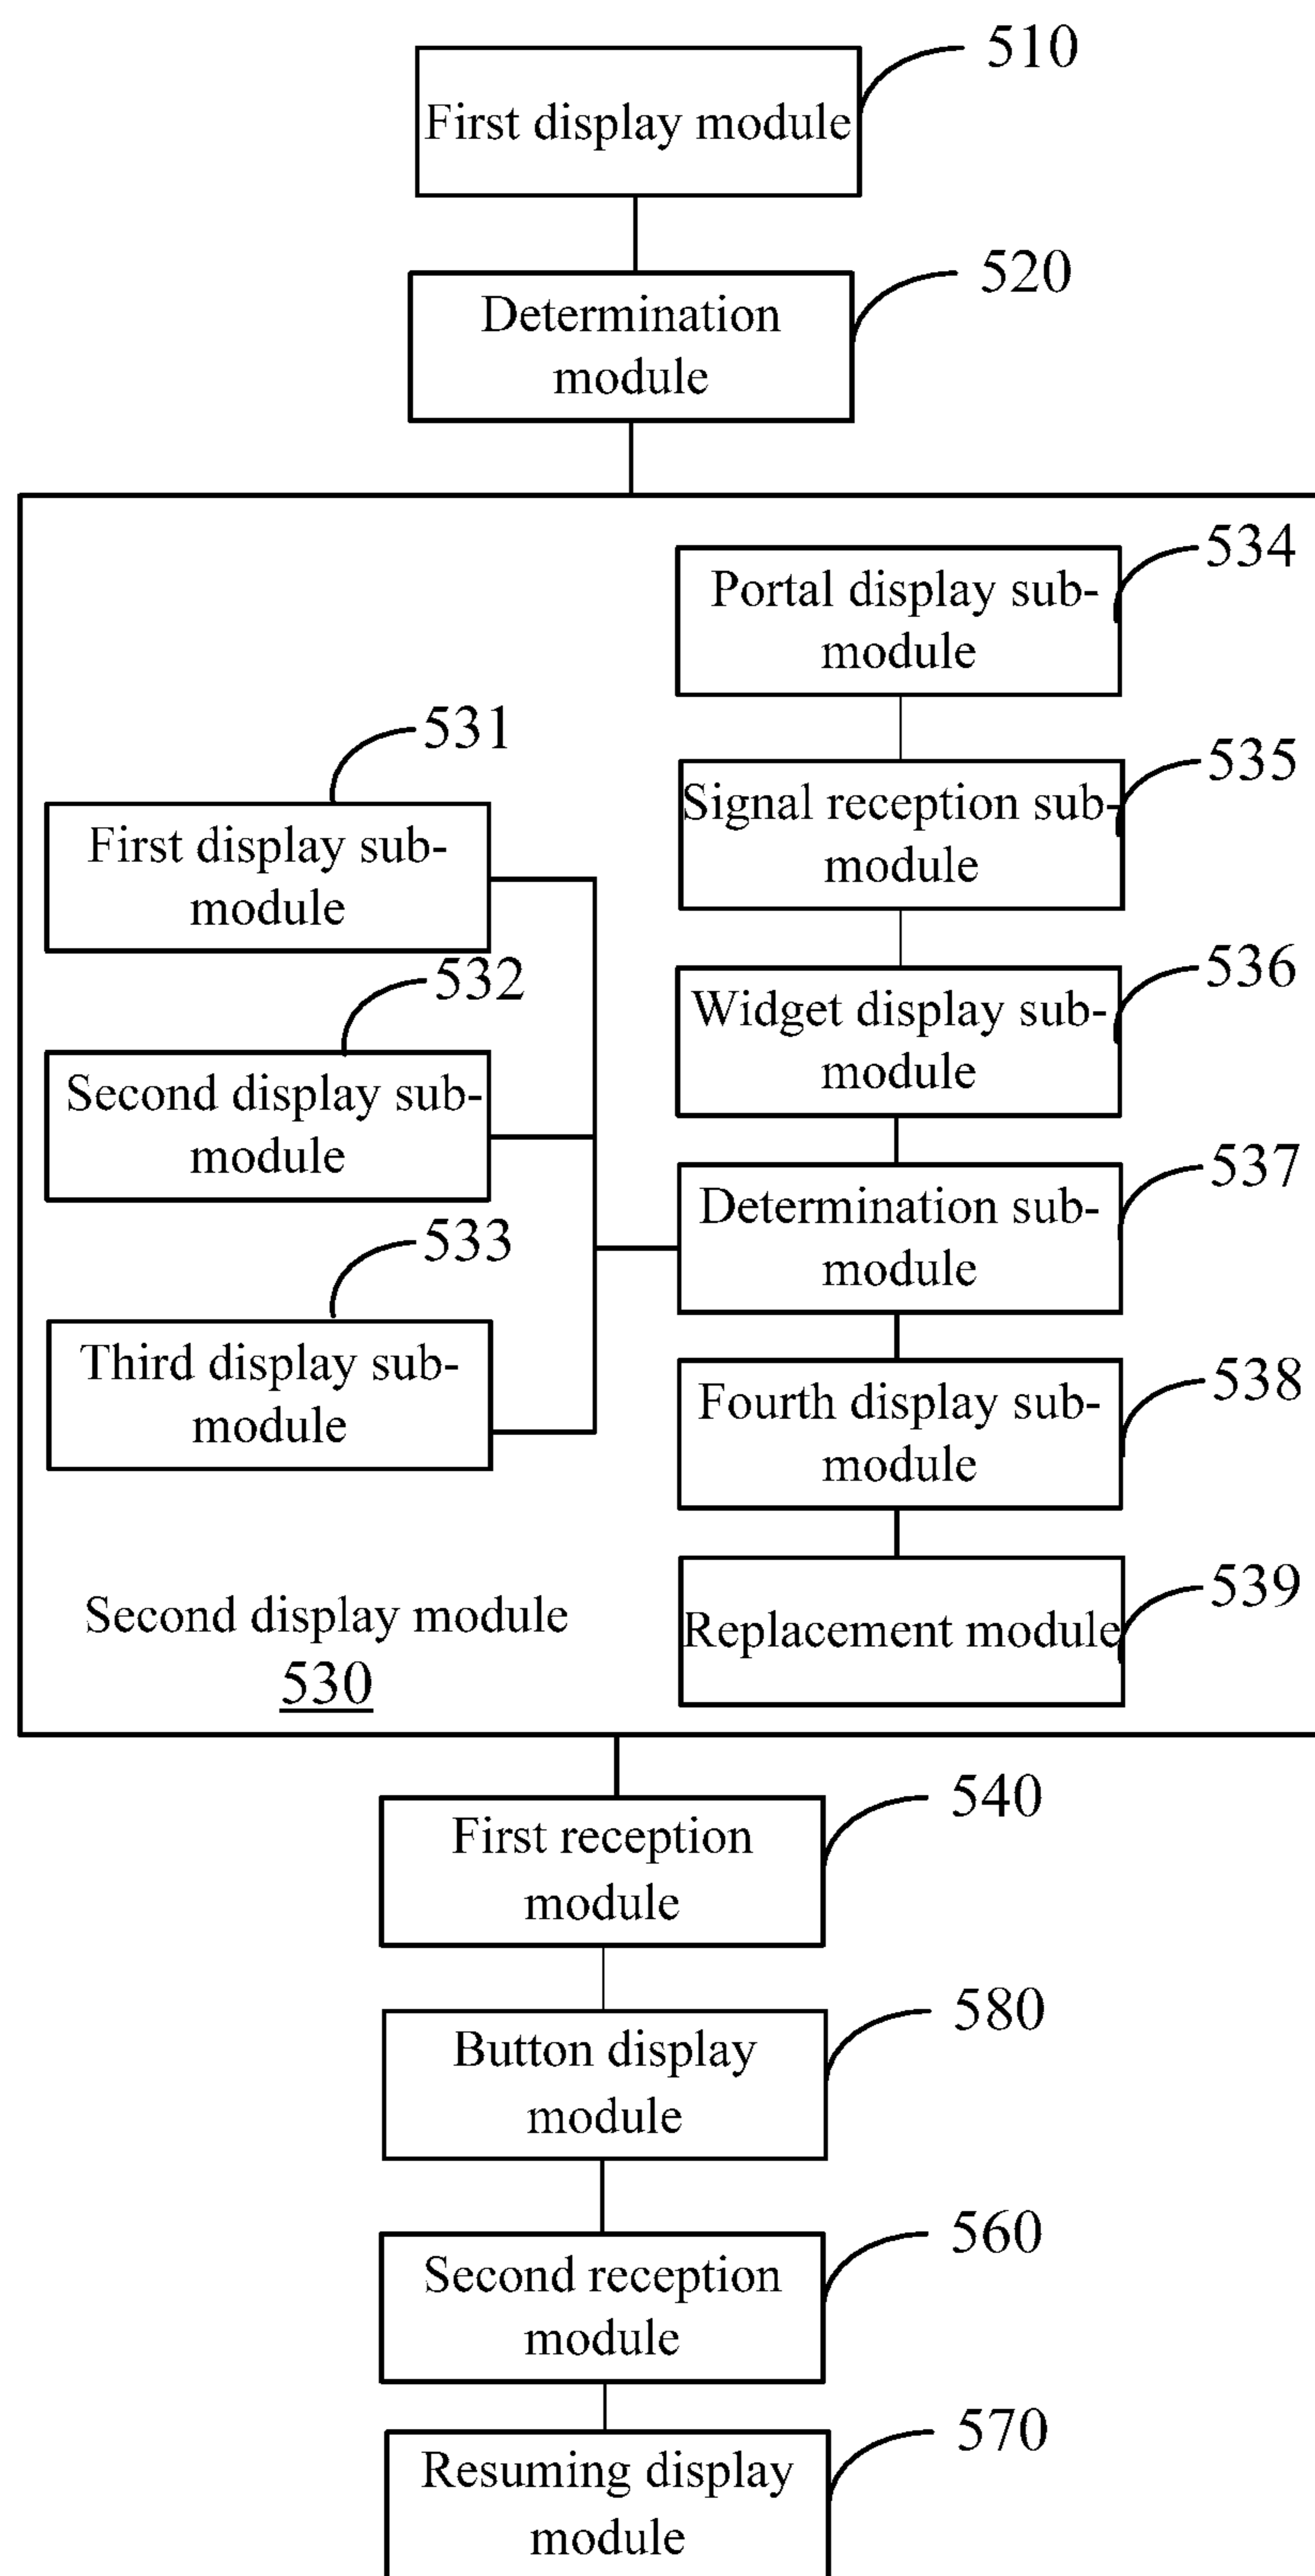 510
First display module
520
Determination
module
534
Portal display sub-
module
535
Signal reception sub-
module
531
First display sub-
module
536
Widget display sub-
module
532
Second display sub-
module
537
Determination sub-
module
533
Third display sub-
module
538
Fourth display sub-
module
539
Replacement module
Second display module
530
540
First reception
module
580
Button display
module
560
Second reception
module
570
Resuming display
module